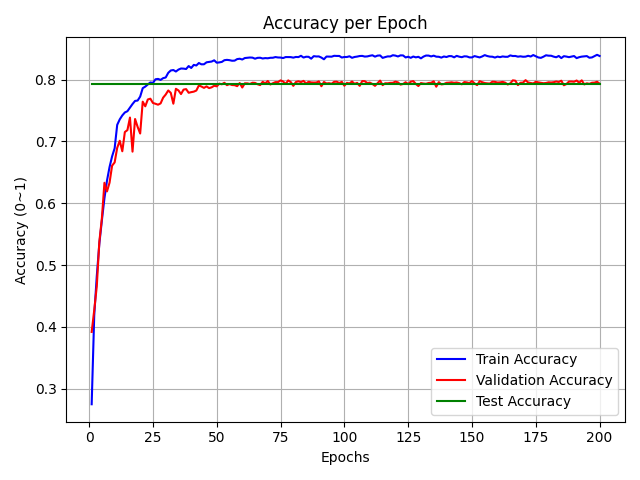 Accuracy per Epoch
Accuracy (0~1)
0.8
0.7
0.6
0.5
0.4
0.3
0 25 50 75 100 125 150 175 200
Epochs
Train Accuracy
Validation Accuracy
Test Accuracy